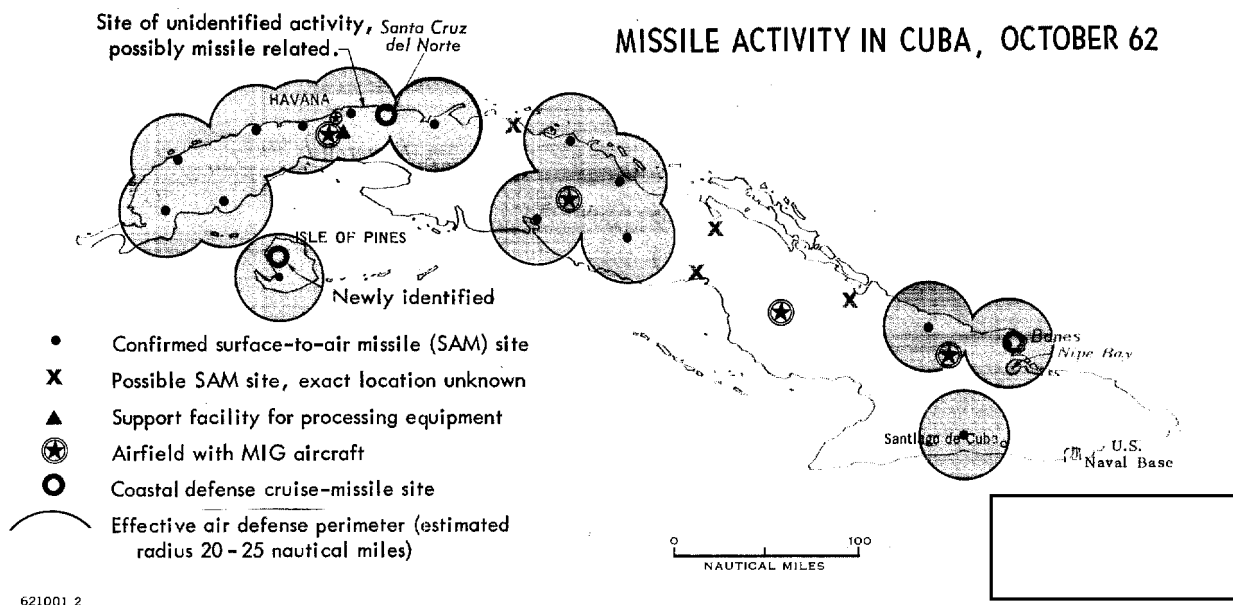 Site of unidentified activity,
possibly missile related.
Santa Cruz
del Norte
MISSILE ACTIVITY IN CUBA, OCTOBER 62
HAVANA
ISLE OF PINES
Newly identified
Banes
Nipe Bay
Santiago de Cuba
U.S.
Naval Base
• Confirmed surface-to-air missile (SAM) site
X Possible SAM site, exact location unknown
▲ Support facility for processing equipment
Airfield with MIG aircraft
Coastal defense cruise-missile site
Effective air defense perimeter (estimated
radius 20-25 nautical miles)
0 100
NAUTICAL MILES
621001 2